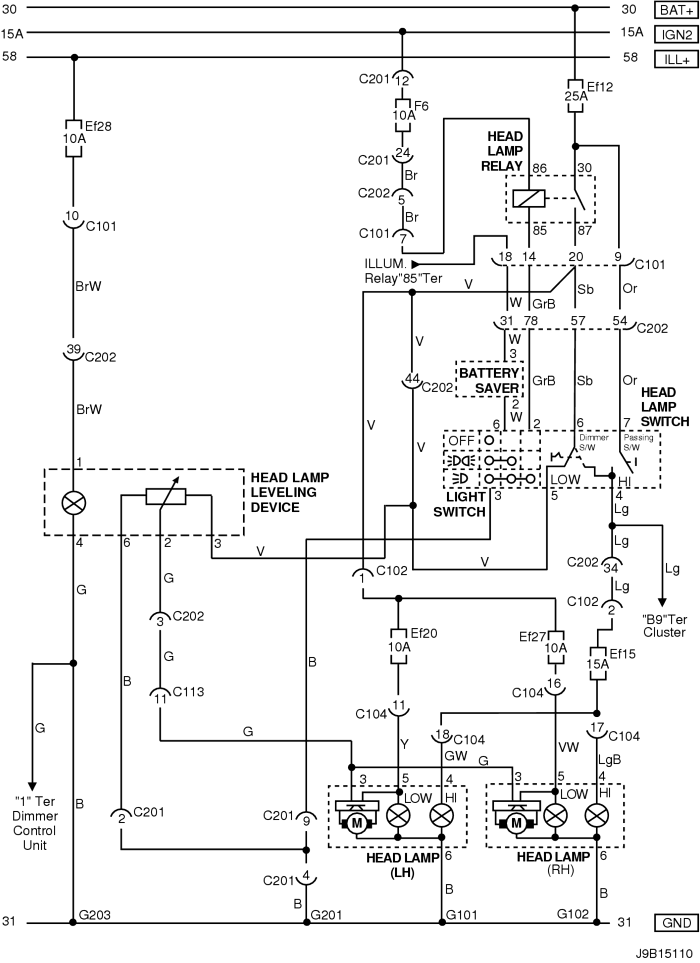 30 30 BAT+
15A 15A IGN2
58 58 ILL+
C201 12
Ef12
25A
F6
10A
Ef28
10A
HEAD
LAMP
RELAY
86 30
C201 24
Br
C202 5
Br
C101 7
85 87
10 C101
ILLUM.
Relay"85"Ter
18 14 20 9 C101
V
BrW
W GrB Sb Or
31 78 57 54 C202
V
W
3
39 C202
BATTERY
SAVER
44 C202
GrB Sb Or
2
W
HEAD
LAMP
SWITCH
BrW
V V
6 2 6 7
OFF
Dimmer
S/W
Passing
S/W
LOW HI
1
HEAD LAMP
LEVELING
DEVICE
LIGHT
SWITCH
3 5 4
Lg
4 6 2 3
V
V
Lg
C202 34
Lg
Lg
1 C102
G
G
C102 2
3 C202
"B9"Ter
Cluster
Ef20
10A
Ef27
10A
Ef15
15A
G
B
B
16
C104
11 C113
11
C104
G
G
Y
18 C104
GW
G
VW
17 C104
LgB
3 5 4
LOW HI
M
3 5 4
LOW HI
M
"1" Ter
Dimmer
Control
Unit
B
2 C201
C201 9
HEAD LAMP
(LH)
6
HEAD LAMP
(RH)
6
C201 4
B
B
B
31 G203 G201 G101 G102 31 GND
J9B15110